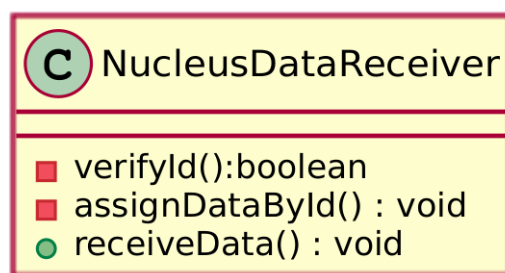 C NucleusDataReceiver
verifyId():boolean
assignDataById() : void
receiveData() : void